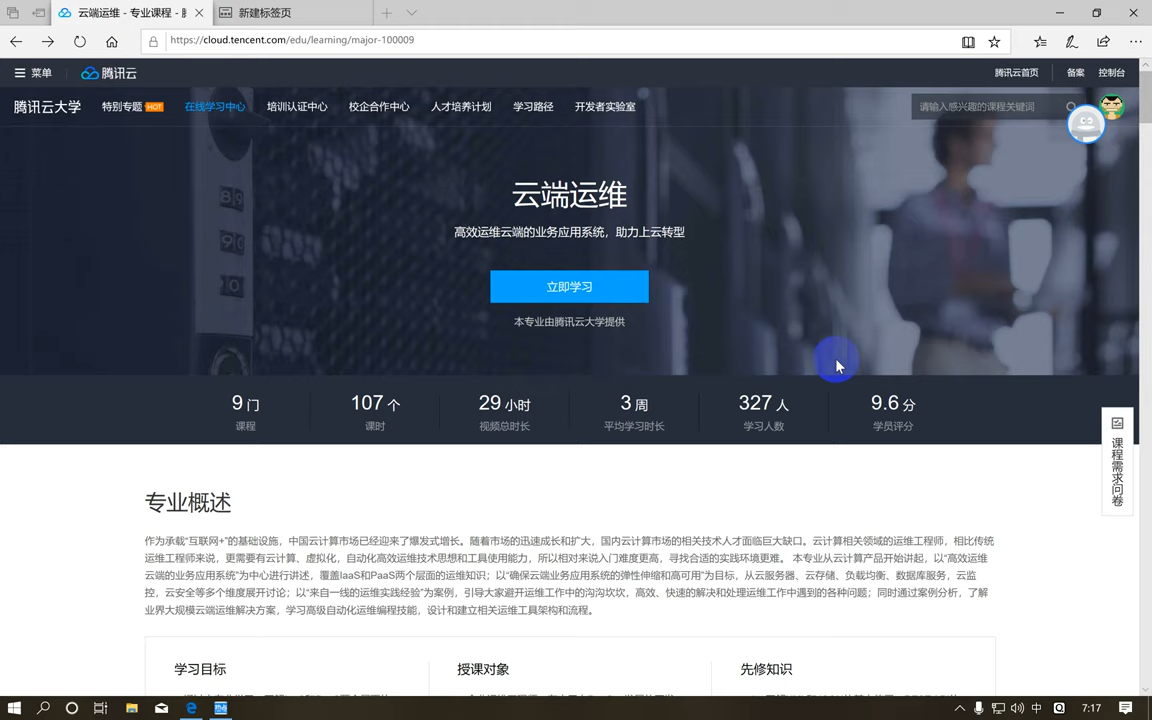 云端运维 - 专业课程 - 腾
新建标签页
https://cloud.tencent.com/edu/learning/major-100009
菜单
腾讯云
腾讯云首页
备案
控制台
腾讯云大学
特别专题 HOT
在线学习中心
培训认证中心
校企合作中心
人才培养计划
学习路径
开发者实验室
请输入感兴趣的课程关键词
云端运维
高效运维云端的业务应用系统，助力上云转型
立即学习
本专业由腾讯云大学提供
9 门
107 个
29 小时
3 周
327 人
9.6 分
课程
课时
视频总时长
平均学习时长
学习人数
学员评分
课程需求问卷
专业概述
作为承载“互联网+”的基础设施，中国云计算市场已经迎来了爆发式增长。随着市场的迅速成长和扩大，国内云计算市场的相关技术人才面临巨大缺口。云计算相关领域的运维工程师，相比传统
运维工程师来说，更需要有云计算、虚拟化，自动化高效运维技术思想和工具使用能力，所以相对来说入门难度更高，寻找合适的实践环境更难。 本专业从云计算产品开始讲起，以“高效运维
云端的业务应用系统”为中心进行讲述，覆盖IaaS和PaaS两个层面的运维知识；以“确保云端业务应用系统的弹性伸缩和高可用”为目标，从云服务器、云存储、负载均衡、数据库服务，云监
控，云安全等多个维度展开讨论；以“来自一线的运维实践经验”为案例，引导大家避开运维工作中的沟沟坎坎，高效、快速的解决和处理运维工作中遇到的各种问题；同时通过案例分析，了解
业界大规模云端运维解决方案，学习高级自动化运维编程技能，设计和建立相关运维工具架构和流程。
学习目标
授课对象
先修知识
中
7:17